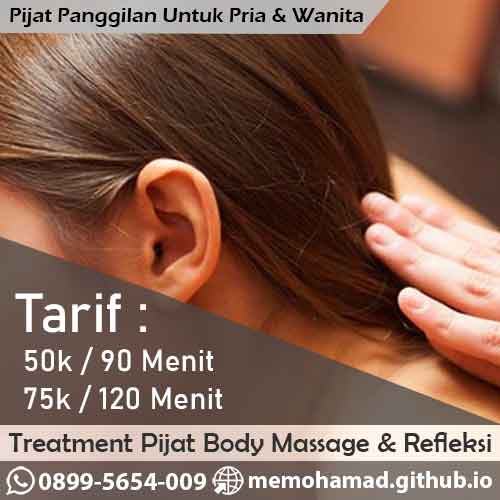 Pijat Panggilan Untuk Pria & Wanita
Tarif :
50k / 90 Menit
75k / 120 Menit
Treatment Pijat Body Massage & Refleksi
0899-5654-009 memohamad.github.io